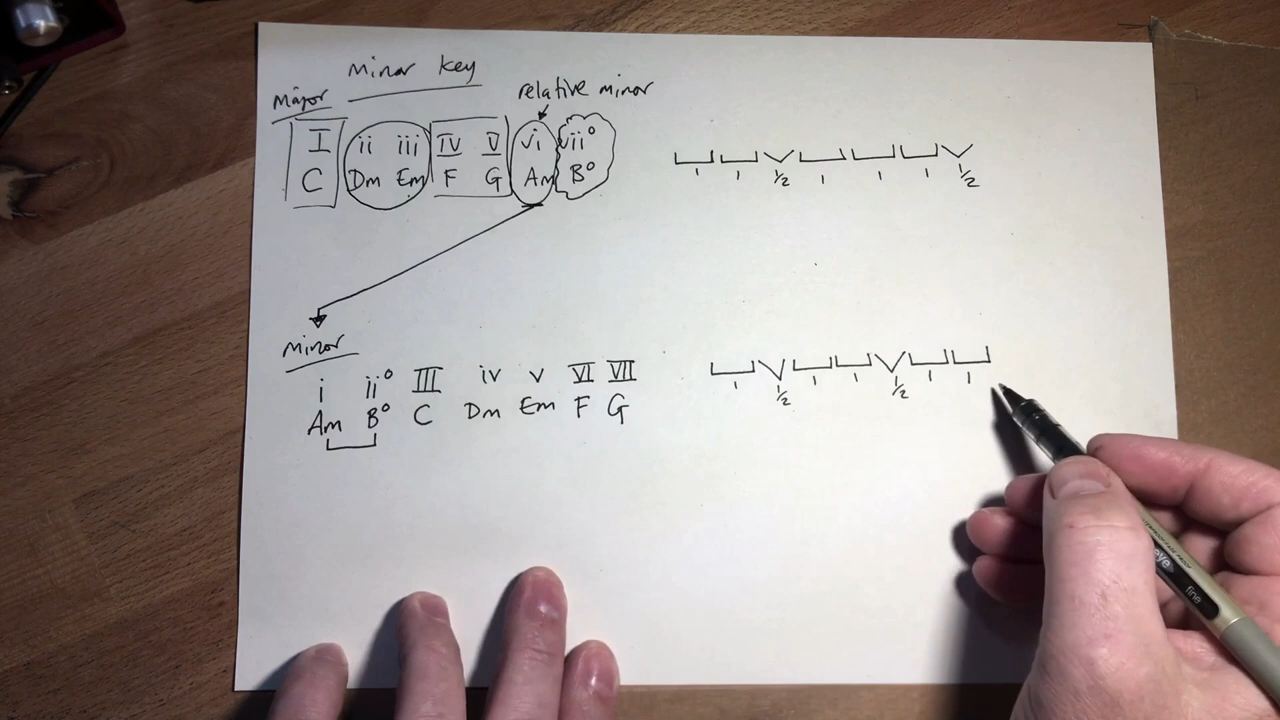 Minor Key
Major
relative minor
I ii iii IV V vi vii°
C Dm Em F G Am B°
1 1 1/2 1 1 1 1/2
Minor
i ii° III iv v VI VII
Am B° C Dm Em F G
1 1/2 1 1 1/2 1 1
eye
fine